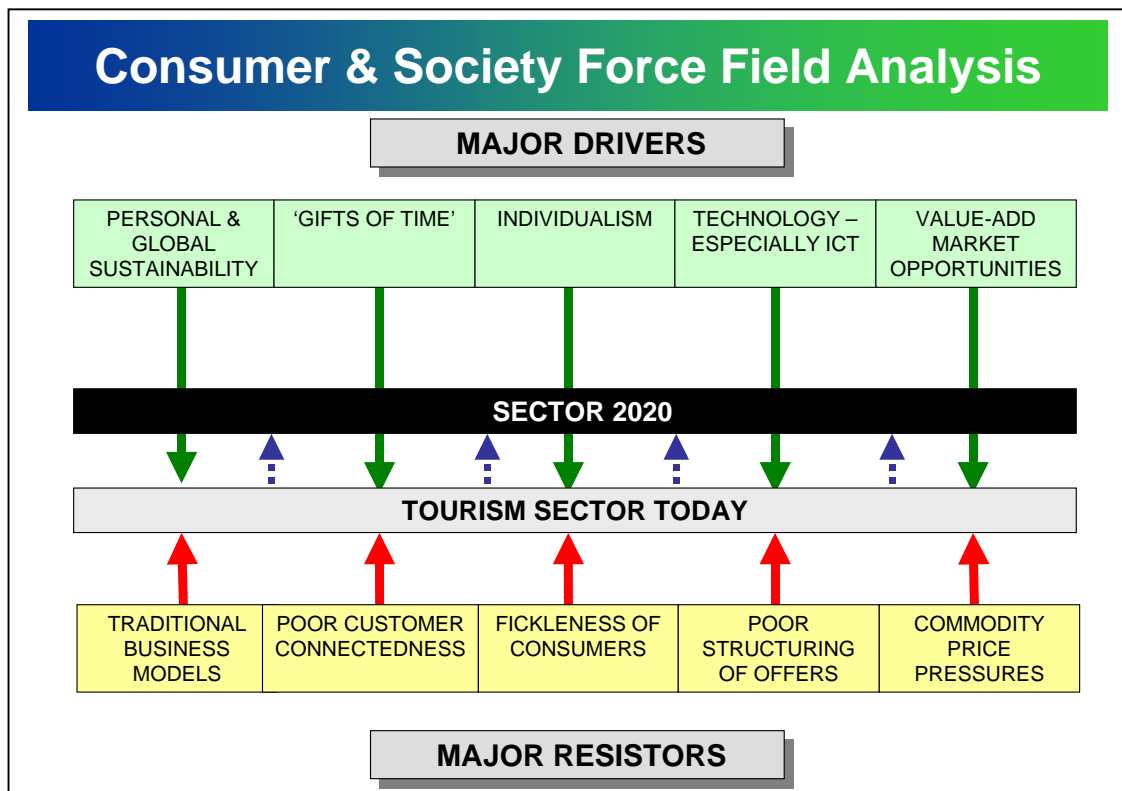 Consumer & Society Force Field Analysis
MAJOR DRIVERS
PERSONAL &
GLOBAL
SUSTAINABILITY
‘GIFTS OF TIME’
INDIVIDUALISM
TECHNOLOGY –
ESPECIALLY ICT
VALUE-ADD
MARKET
OPPORTUNITIES
SECTOR 2020
TOURISM SECTOR TODAY
TRADITIONAL
BUSINESS
MODELS
POOR CUSTOMER
CONNECTEDNESS
FICKLENESS OF
CONSUMERS
POOR
STRUCTURING
OF OFFERS
COMMODITY
PRICE
PRESSURES
MAJOR RESISTORS